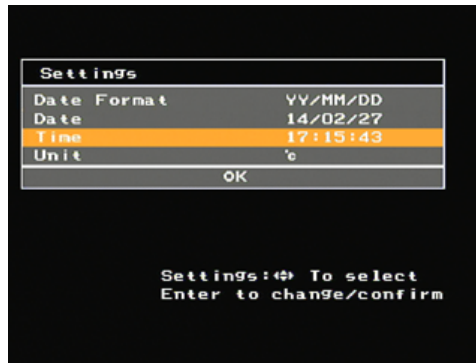 Settings
Date Format YY/MM/DD
Date 14/02/27
Time 17:15:43
Unit °c
OK
Settings: To select
Enter to change/confirm